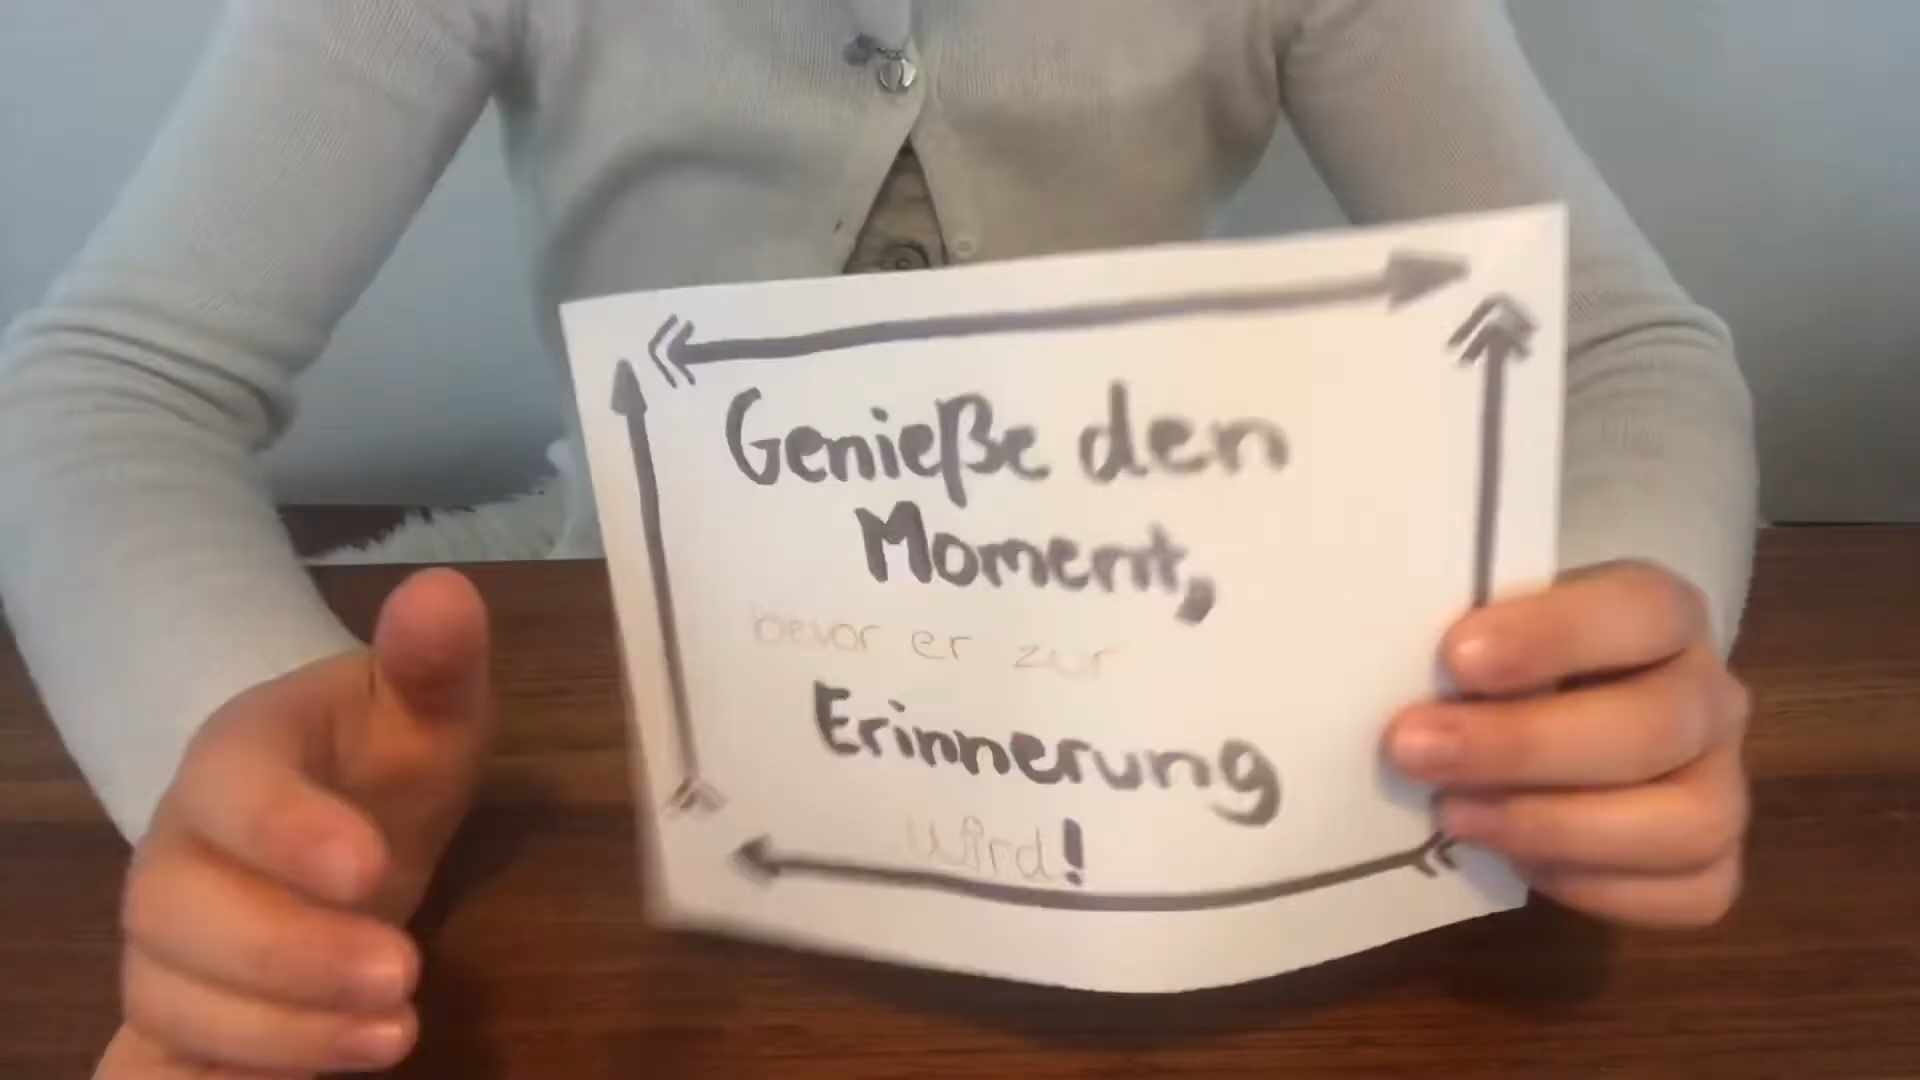 Genieße den
Moment,
bevor er zur
Erinnerung
wird!